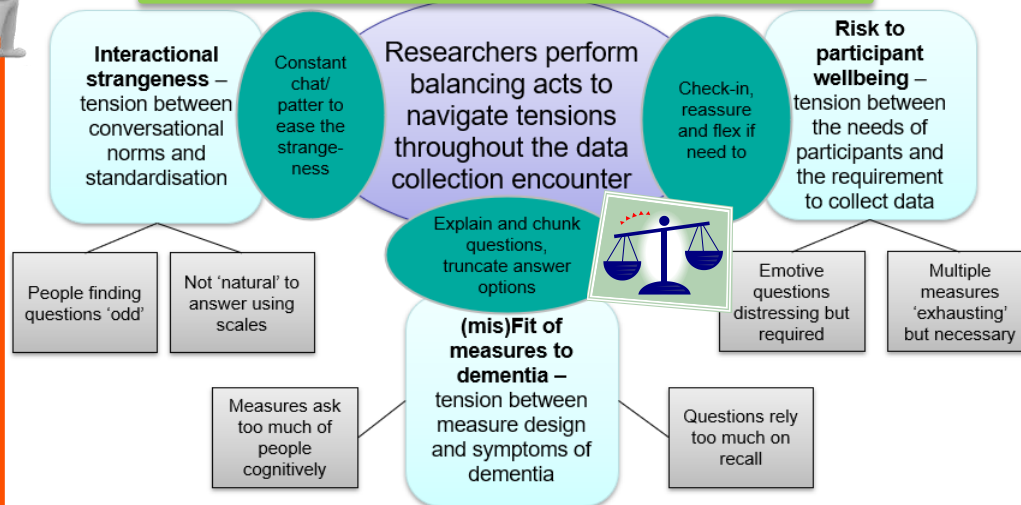 Interactional
strangeness –
tension between
conversational
norms and
standardisation
Constant
chat/
patter to
ease the
strange-
ness
Researchers perform
balancing acts to
navigate tensions
throughout the data
collection encounter
Check-in,
reassure
and flex if
need to
Risk to
participant
wellbeing –
tension between
the needs of
participants and
the requirement
to collect data
Explain and chunk
questions,
truncate answer
options
People finding
questions ‘odd’
Not ‘natural’ to
answer using
scales
Emotive
questions
distressing but
required
Multiple
measures
‘exhausting’
but necessary
(mis)Fit of
measures to
dementia –
tension between
measure design
and symptoms of
dementia
Measures ask
too much of
people
cognitively
Questions rely
too much on
recall